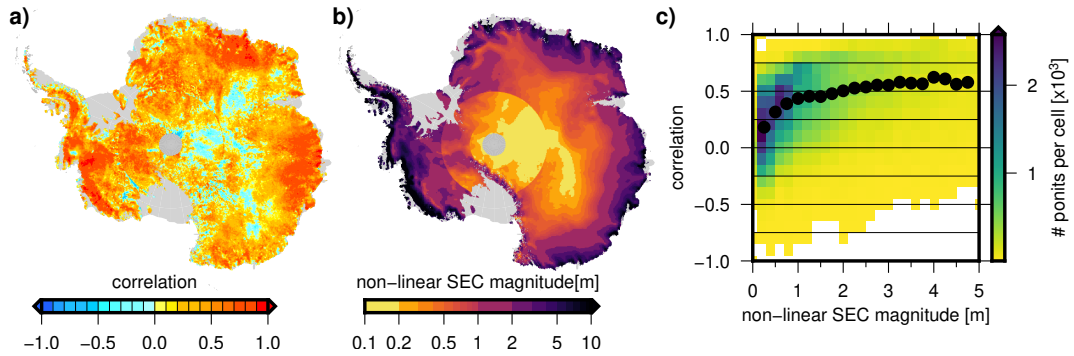 a)
b)
c)
correlation
−1.0 −0.5 0.0 0.5 1.0
non−linear SEC magnitude[m]
0.1 0.2 0.5 1 2 5 10
correlation
1.0
0.5
0.0
−0.5
−1.0
0 1 2 3 4 5
non−linear SEC magnitude [m]
2
1
# ponits per cell [x10³]